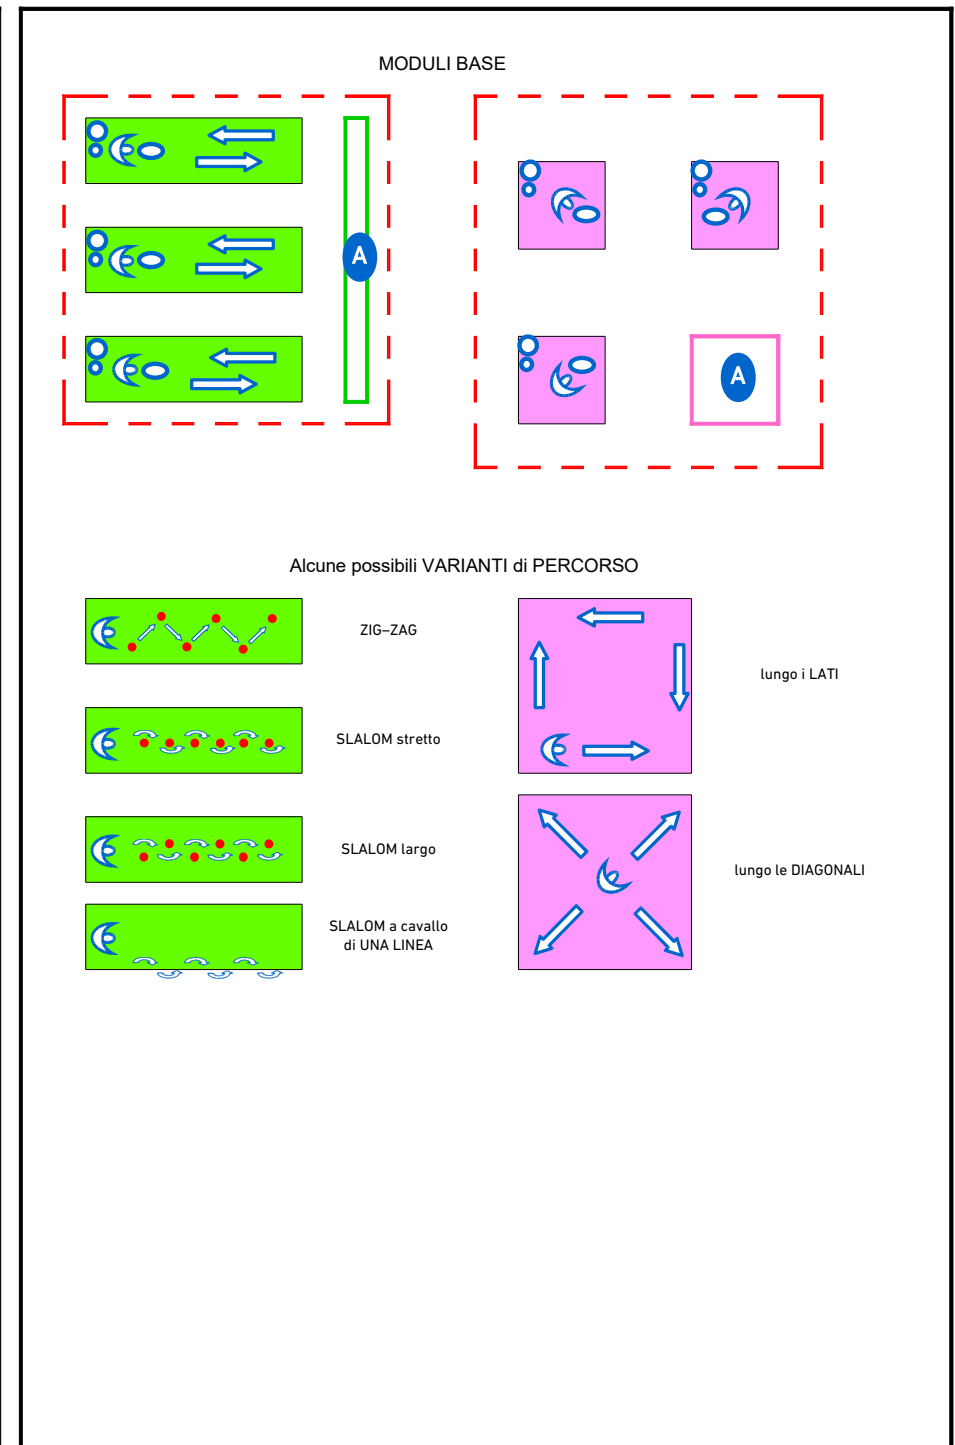 MODULI BASE
A
A
Alcune possibili VARIANTI di PERCORSO
ZIG–ZAG
lungo i LATI
SLALOM stretto
SLALOM largo
lungo le DIAGONALI
SLALOM a cavallo
di UNA LINEA